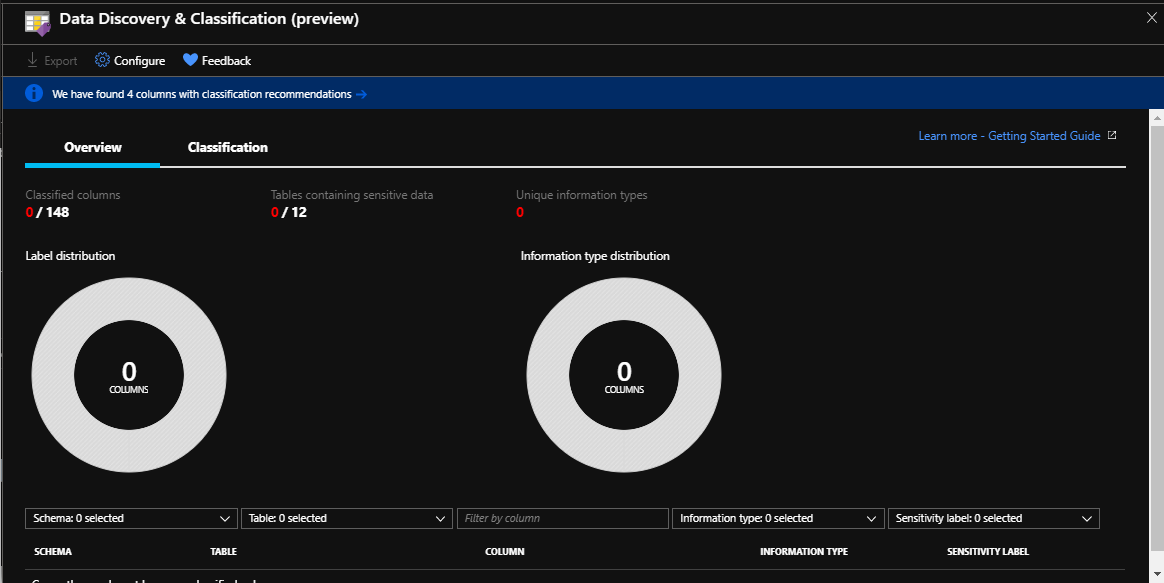 Data Discovery & Classification (preview)
Export Configure Feedback
We have found 4 columns with classification recommendations
Learn more - Getting Started Guide
Overview Classification
Classified columns Tables containing sensitive data Unique information types
0 / 148 0 / 12 0
Label distribution Information type distribution
0 0
COLUMNS COLUMNS
Schema: 0 selected Table: 0 selected Filter by column Information type: 0 selected Sensitivity label: 0 selected
SCHEMA TABLE COLUMN INFORMATION TYPE SENSITIVITY LABEL